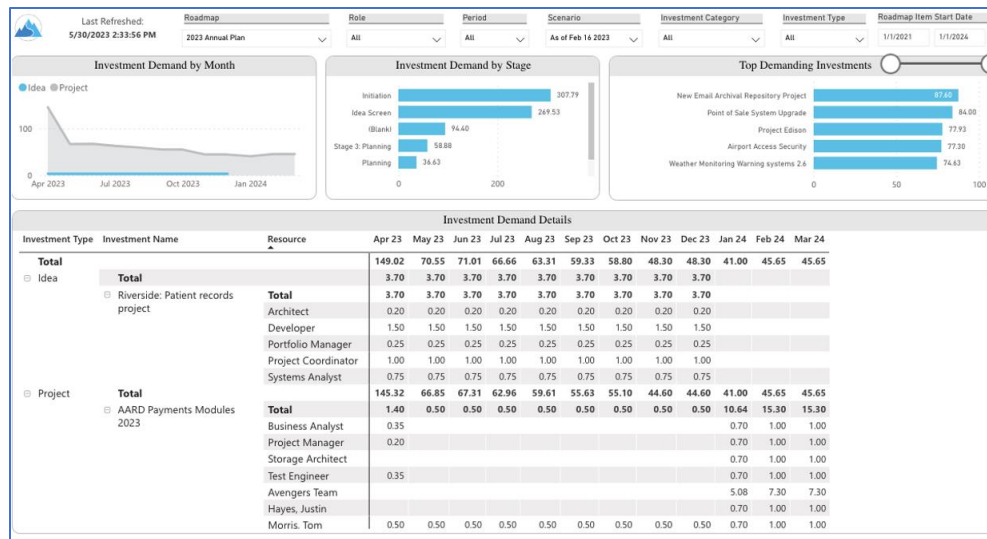 Last Refreshed:
5/30/2023 2:33:56 PM
Roadmap
2023 Annual Plan
Role
All
Period
All
Scenario
As of Feb 16 2023
Investment Category
All
Investment Type
All
Roadmap Item Start Date
1/1/2021 1/1/2024
Investment Demand by Month
Idea Project
100
0
Apr 2023 Jul 2023 Oct 2023 Jan 2024
Investment Demand by Stage
Initiation 307.79
Idea Screen 269.53
(Blank) 94.40
Stage 3: Planning 58.88
Planning 36.63
0 200
Top Demanding Investments
New Email Archival Repository Project 87.60
Point of Sale System Upgrade 84.00
Project Edison 77.93
Airport Access Security 77.30
Weather Monitoring Warning systems 2.6 74.63
0 50 100
Investment Demand Details
Investment Type Investment Name Resource Apr 23 May 23 Jun 23 Jul 23 Aug 23 Sep 23 Oct 23 Nov 23 Dec 23 Jan 24 Feb 24 Mar 24
Total 149.02 70.55 71.01 66.66 63.31 59.33 58.80 48.30 48.30 41.00 45.65 45.65
Idea Total 3.70 3.70 3.70 3.70 3.70 3.70 3.70 3.70 3.70
Riverside: Patient records Total 3.70 3.70 3.70 3.70 3.70 3.70 3.70 3.70 3.70
project Architect 0.20 0.20 0.20 0.20 0.20 0.20 0.20 0.20 0.20
Developer 1.50 1.50 1.50 1.50 1.50 1.50 1.50 1.50 1.50
Portfolio Manager 0.25 0.25 0.25 0.25 0.25 0.25 0.25 0.25 0.25
Project Coordinator 1.00 1.00 1.00 1.00 1.00 1.00 1.00 1.00 1.00
Systems Analyst 0.75 0.75 0.75 0.75 0.75 0.75 0.75 0.75 0.75
Project Total 145.32 66.85 67.31 62.96 59.61 55.63 55.10 44.60 44.60 41.00 45.65 45.65
AARD Payments Modules Total 1.40 0.50 0.50 0.50 0.50 0.50 0.50 0.50 0.50 10.64 15.30 15.30
2023 Business Analyst 0.35 0.70 1.00 1.00
Project Manager 0.20 0.70 1.00 1.00
Storage Architect 0.70 1.00 1.00
Test Engineer 0.35 0.70 1.00 1.00
Avengers Team 5.08 7.30 7.30
Hayes, Justin 0.70 1.00 1.00
Morris, Tom 0.50 0.50 0.50 0.50 0.50 0.50 0.50 0.50 0.50 0.70 1.00 1.00